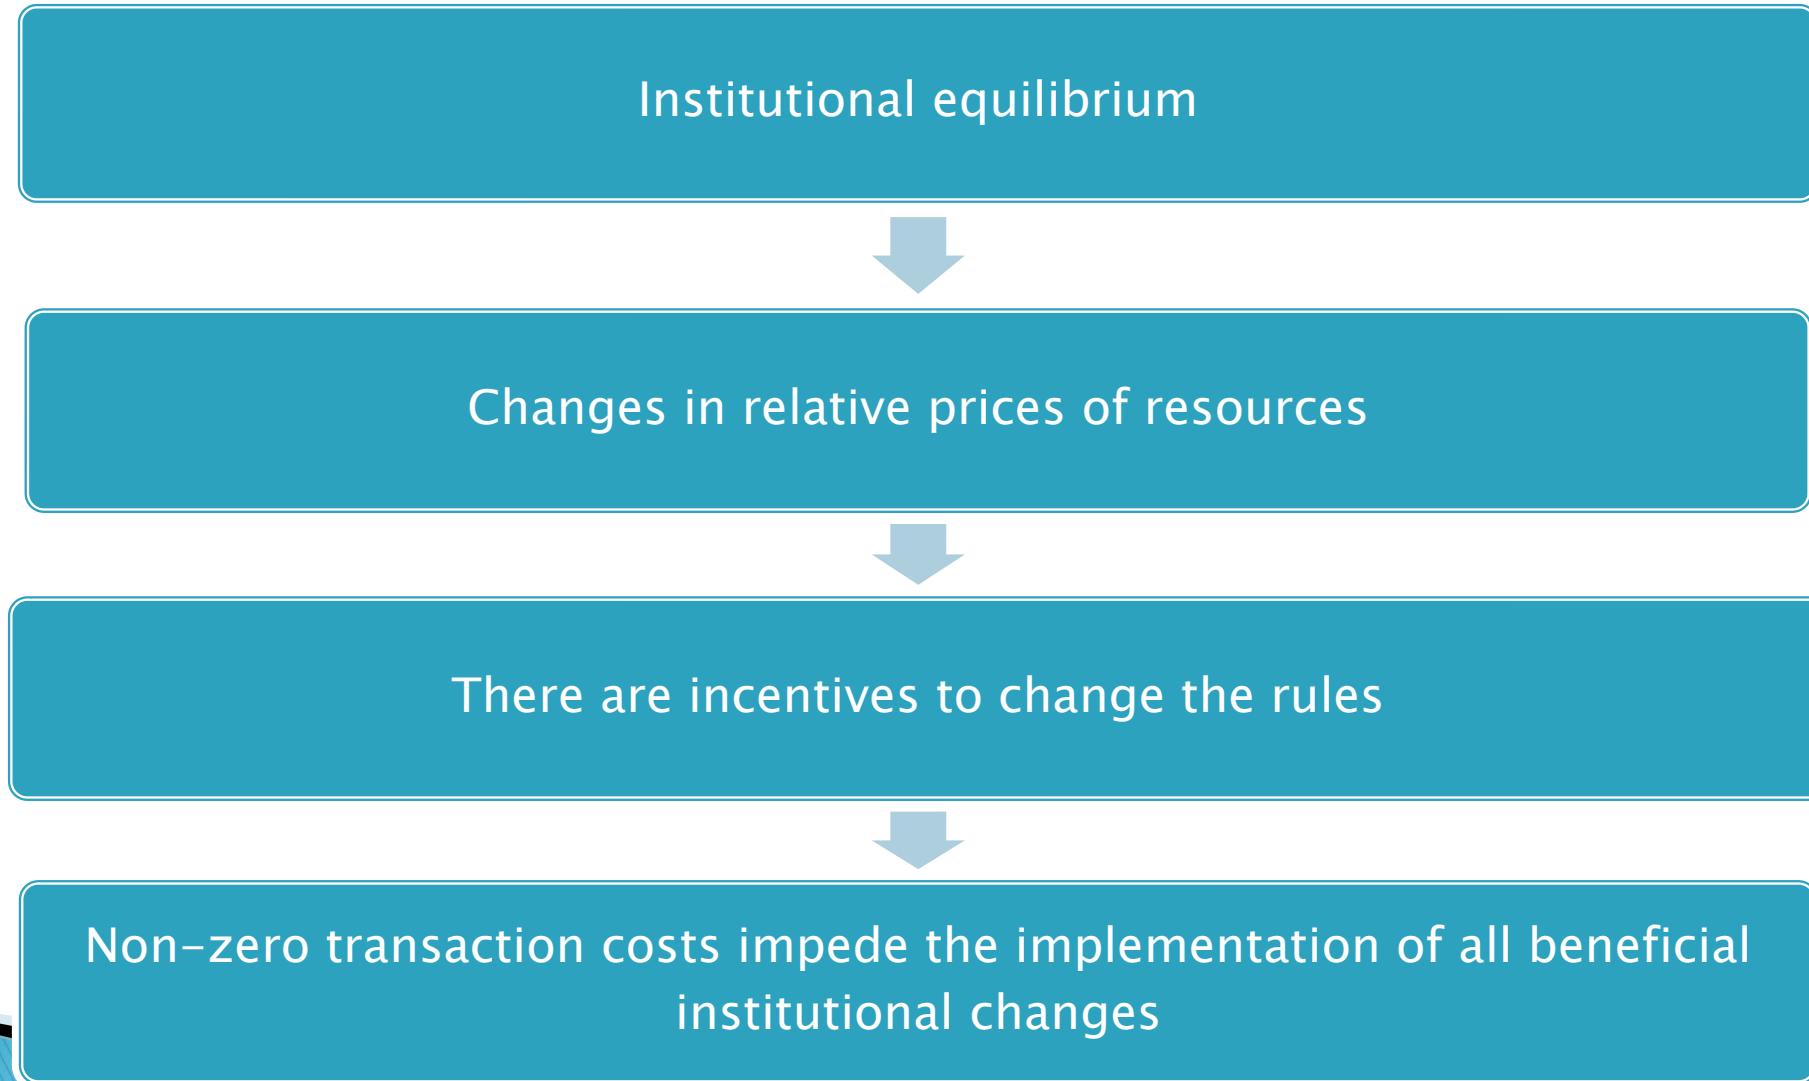 Institutional equilibrium
Changes in relative prices of resources
There are incentives to change the rules
Non-zero transaction costs impede the implementation of all beneficial
institutional changes